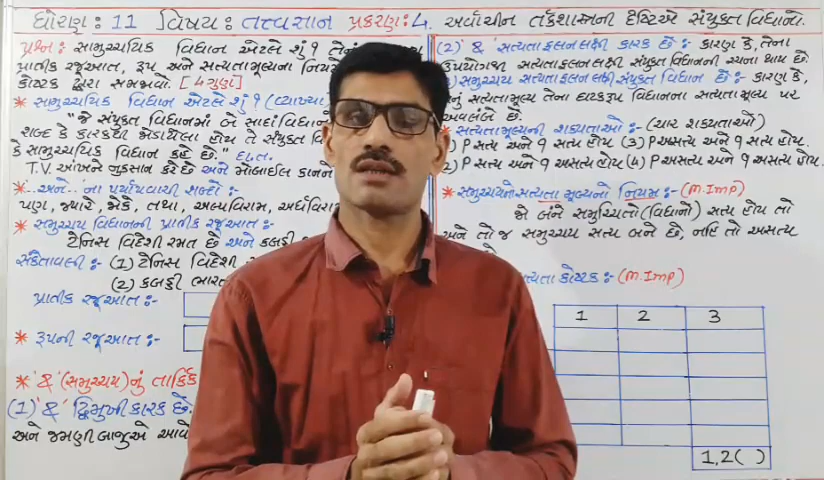 ધોરણ: 11 વિષય: તત્ત્વજ્ઞાન પ્રકરણ: 4. અર્વાચીન તર્કશાસ્ત્રની દૃષ્ટિએ સંયુક્ત વિધાનો.
પ્રશ્ન: સામુચ્ચયિક વિધાન એટલે શું? તેનું
પ્રતીક રજૂઆત, રૂપ અને સત્યતામૂલ્યના નિયમ
કોષ્ટક દ્વારા સમજાવો. [4 ગુણ]
* સામુચ્ચયિક વિધાન એટલે શું? (વ્યાખ્યા)
"જે સંયુક્ત વિધાનમાં બે સાદાં વિધાનો
શબ્દ કે કારકથી જોડાયેલા હોય તે સંયુક્ત વિ
કે સામુચ્ચયિક વિધાન કહે છે." દા.ત.
T.V. આંખને નુકસાન કરે છે અને મોબાઈલ કાનને
* '..અને..'ના પર્યાયવાચી શબ્દો :-
પણ, જ્યારે, જોકે, તથા, અલ્પવિરામ, અર્ધવિરા
* સમુચ્ચય વિધાનની પ્રતીક રજૂઆત :-
ટેનિસ વિદેશી રમત છે અને કબડ્ડી
સંકેતાવલી :- (1) ટેનિસ વિદેશી
(2) કબડ્ડી ભારત
પ્રતીક રજૂઆત :-
* રૂપની રજૂઆત :-
* '&' (સમુચ્ચય)નું તાર્કિક
(1) '&' દ્વિમુખી કારક છે.
અને જમણી બાજુએ આવે
(2) '&' સત્યતાફલનલક્ષી કારક છે :- કારણ કે, તેના
ઉપયોગથી સત્યતાફલનલક્ષી સંયુક્ત વિધાનની રચના થાય છે.
સમુચ્ચય સત્યતાફલનલક્ષી સંયુક્ત વિધાન છે :- કારણ કે,
નું સત્યતામૂલ્ય તેના ઘટકરૂપ વિધાનના સત્યતામૂલ્ય પર
અવલંબે છે.
* સત્યતામૂલ્યની શક્યતાઓ :- (ચાર શક્યતાઓ)
1) P સત્ય અને q સત્ય હોય (3) P અસત્ય અને q સત્ય હોય.
2) P સત્ય અને q અસત્ય હોય (4) P અસત્ય અને q અસત્ય હોય.
* સમુચ્ચયનો સત્યતા મૂલ્યનો નિયમ :- (M.Imp)
જો બંને સમુચ્ચિતો (વિધાનો) સત્ય હોય તો
અને તો જ સમુચ્ચય સત્ય બને છે, નહિ તો અસત્ય
સત્યતા કોષ્ટક :- (M.Imp)
1 2 3
1,2( )